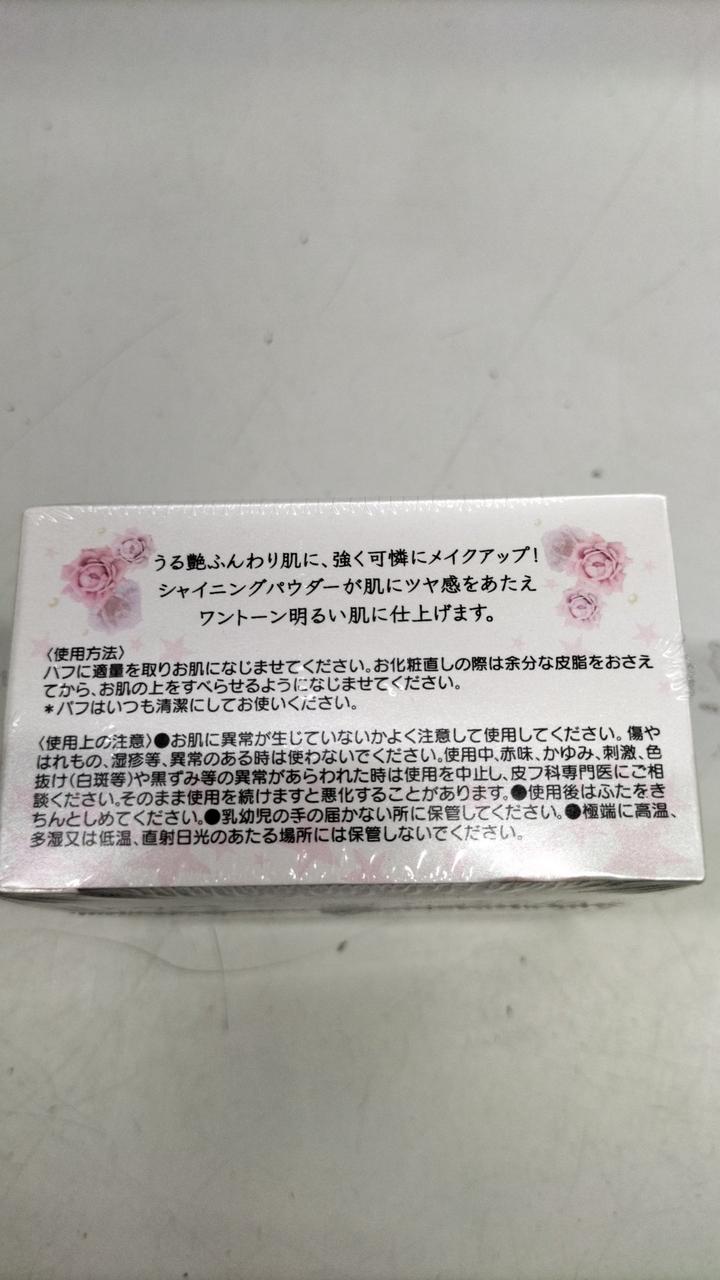 うる艶ふんわり肌に、強く可憐にメイクアップ!
シャイニングパウダーが肌にツヤ感をあたえ
ワントーン明るい肌に仕上げます。
〈使用方法〉
パフに適量を取りお肌になじませてください。お化粧直しの際は余分な皮脂をおさえ
てから、お肌の上をすべらせるようになじませてください。
＊パフはいつも清潔にしてお使いください。
〈使用上の注意〉●お肌に異常が生じていないかよく注意して使用してください。傷や
はれもの、湿疹等、異常のある時は使わないでください。使用中、赤味、かゆみ、刺激、色
抜け(白斑等)や黒ずみ等の異常があらわれた時は使用を中止し、皮フ科専門医にご相
談ください。そのまま使用を続けますと悪化することがあります。●使用後はふたをき
ちんとしめてください。●乳幼児の手の届かない所に保管してください。●極端に高温、
多湿又は低温、直射日光のあたる場所には保管しないでください。